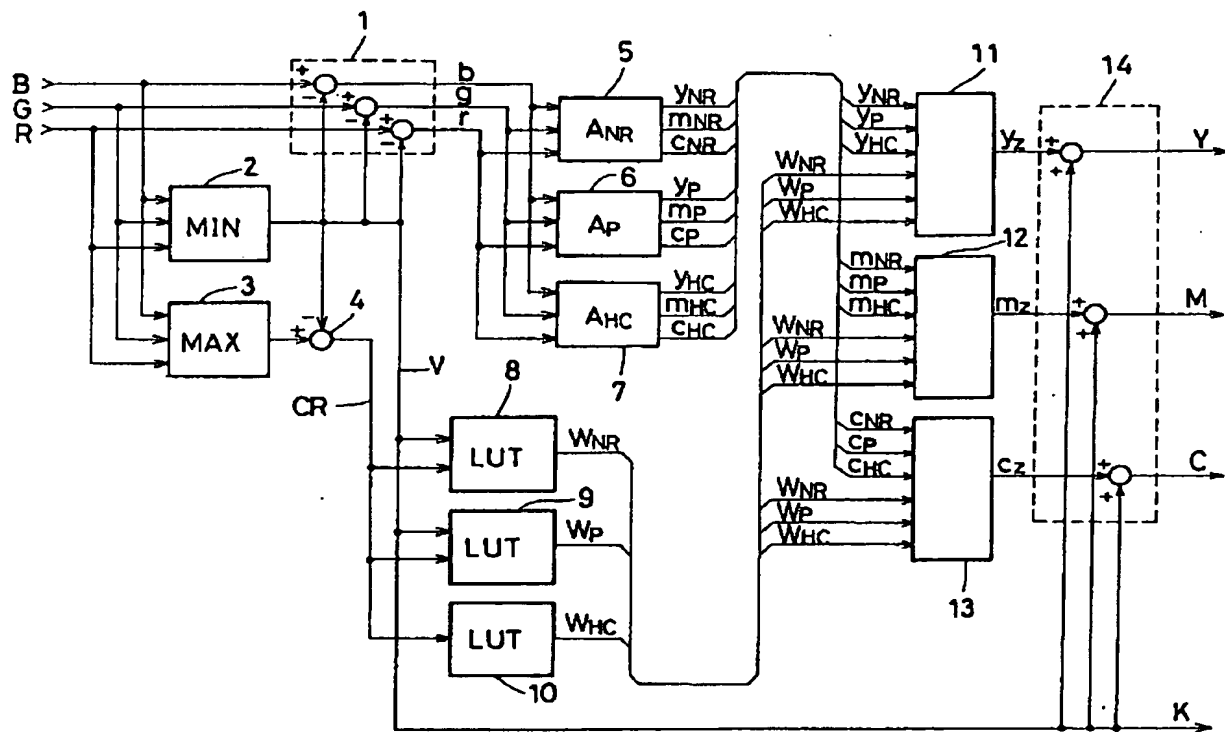 1
5
11
14
B
G
R
+
−
+
−
+
−
b
g
r
ANR
yNR
mNR
cNR
yNR
yP
yHC
yz
+
+
Y
2
MIN
6
AP
yP
mP
cP
WNR
WP
WHC
12
3
MAX
−
+
4
AHC
7
yHC
mHC
cHC
mNR
mP
mHC
mz
+
+
M
WNR
WP
WHC
CR
V
8
LUT
WNR
cNR
cP
cHC
cz
+
+
C
9
LUT
WP
WNR
WP
WHC
13
LUT
WHC
10
K